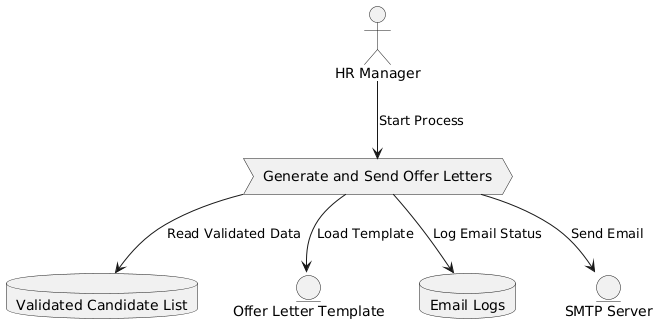 HR Manager
Start Process
Generate and Send Offer Letters
Read Validated Data
Load Template
Log Email Status
Send Email
Validated Candidate List
Offer Letter Template
Email Logs
SMTP Server